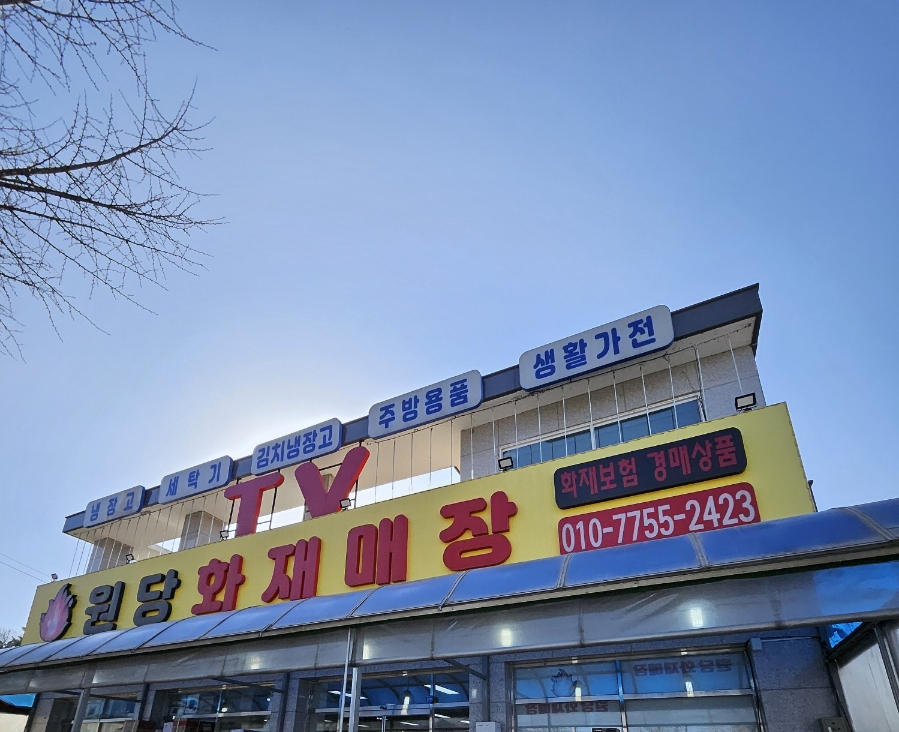 냉장고
세탁기
김치냉장고
주방용품
생활가전
TV
원당 화재매장
화재보험 경매상품
010-7755-2423